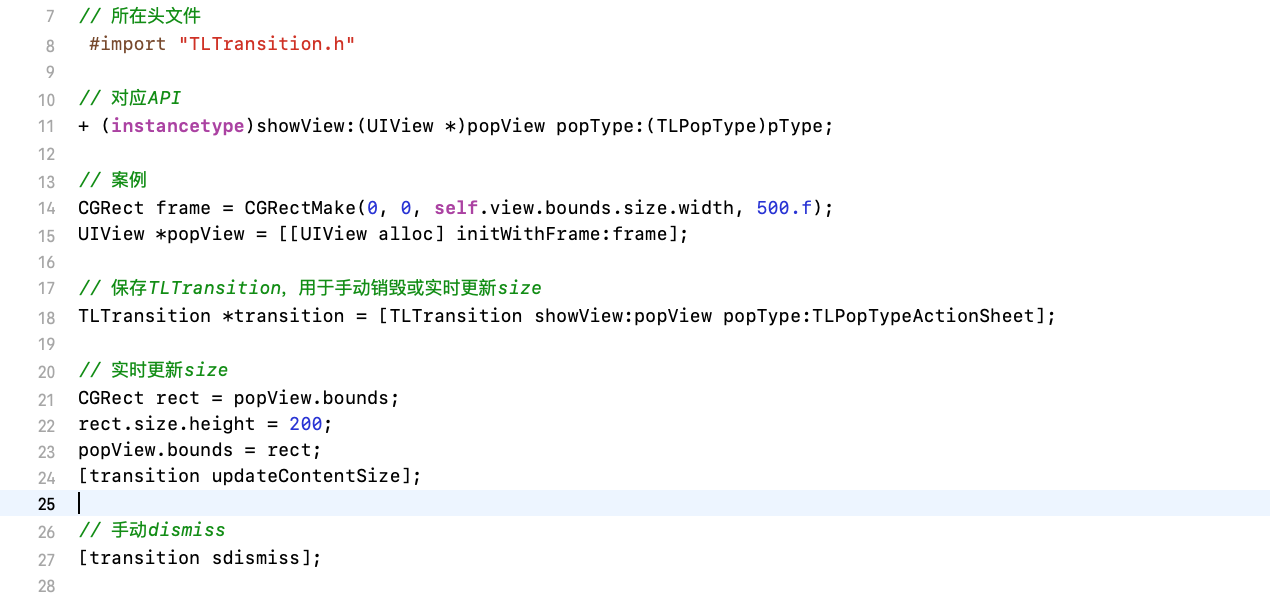 7 // 所在头文件
8 #import "TLTransition.h"
9
10 // 对应API
11 + (instancetype)showView:(UIView *)popView popType:(TLPopType)pType;
12
13 // 案例
14 CGRect frame = CGRectMake(0, 0, self.view.bounds.size.width, 500.f);
15 UIView *popView = [[UIView alloc] initWithFrame:frame];
16
17 // 保存TLTransition，用于手动销毁或实时更新size
18 TLTransition *transition = [TLTransition showView:popView popType:TLPopTypeActionSheet];
19
20 // 实时更新size
21 CGRect rect = popView.bounds;
22 rect.size.height = 200;
23 popView.bounds = rect;
24 [transition updateContentSize];
25
26 // 手动dismiss
27 [transition sdismiss];
28